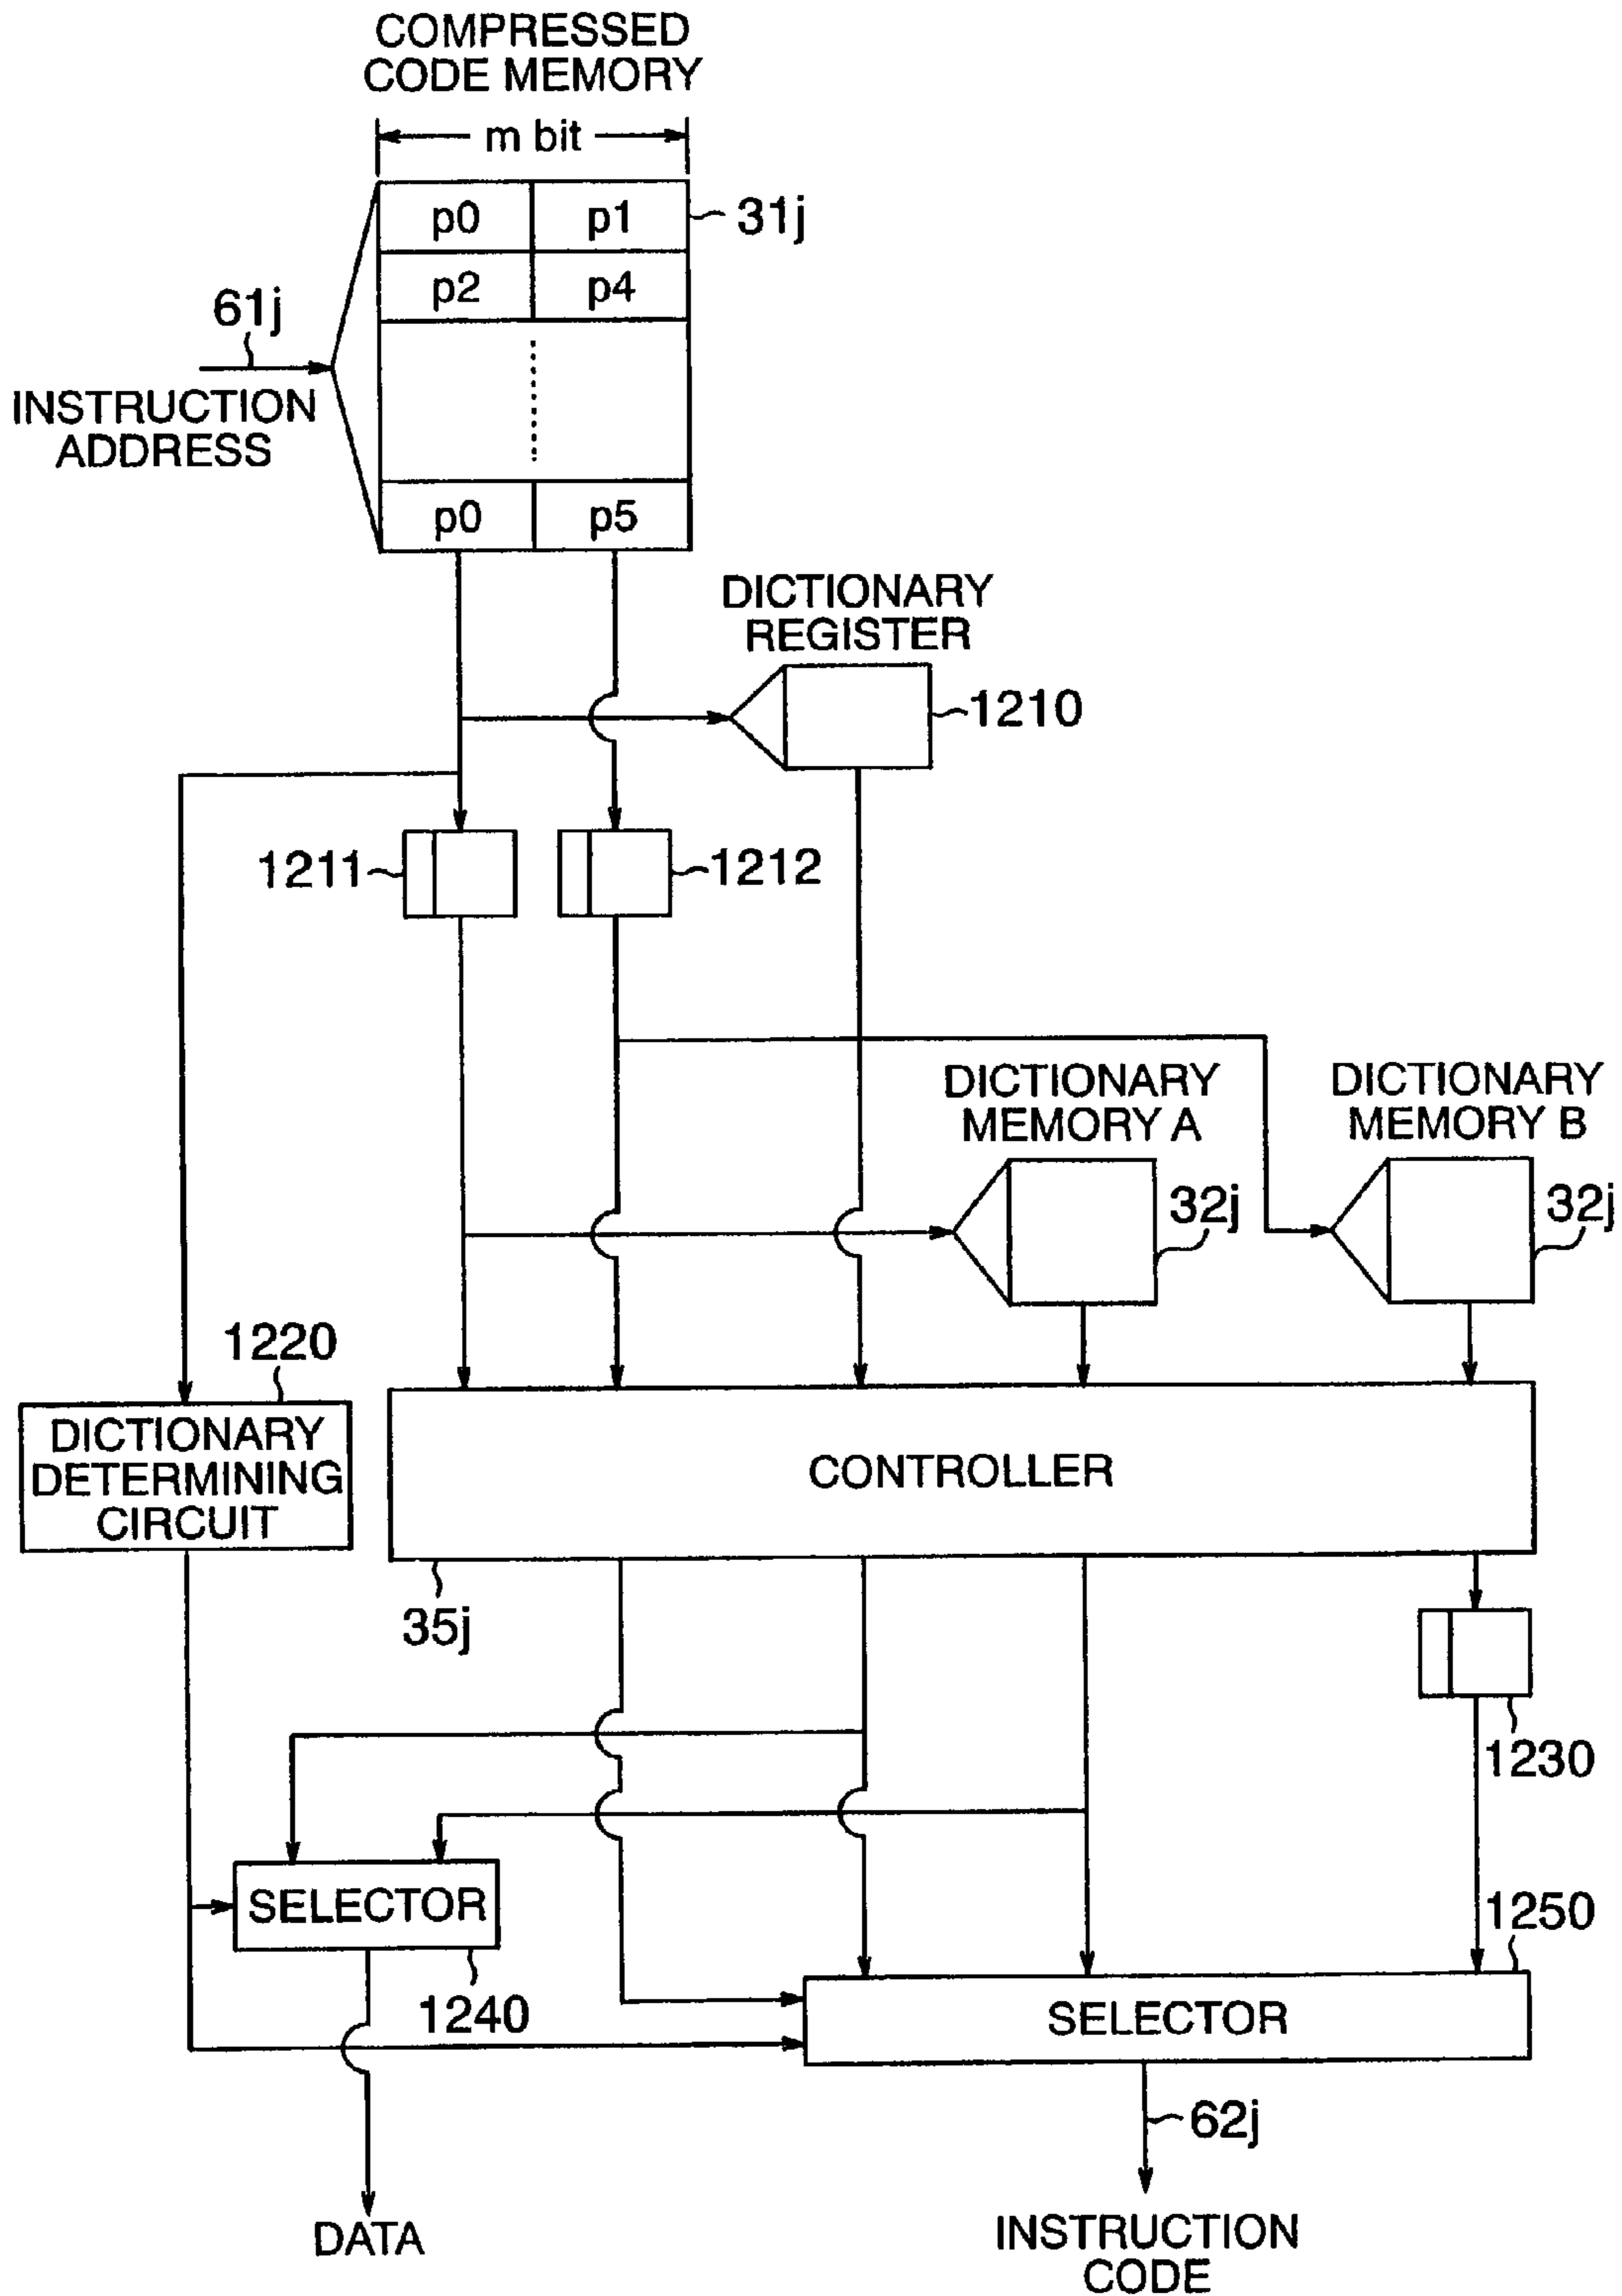 COMPRESSED
CODE MEMORY
m bit
p0 p1
31j
p2 p4
61j
INSTRUCTION
ADDRESS
p0 p5
DICTIONARY
REGISTER
1210
1211
1212
DICTIONARY
MEMORY A
DICTIONARY
MEMORY B
32j
32j
1220
DICTIONARY
DETERMINING
CIRCUIT
CONTROLLER
35j
1230
SELECTOR
1250
1240
SELECTOR
62j
DATA
INSTRUCTION
CODE